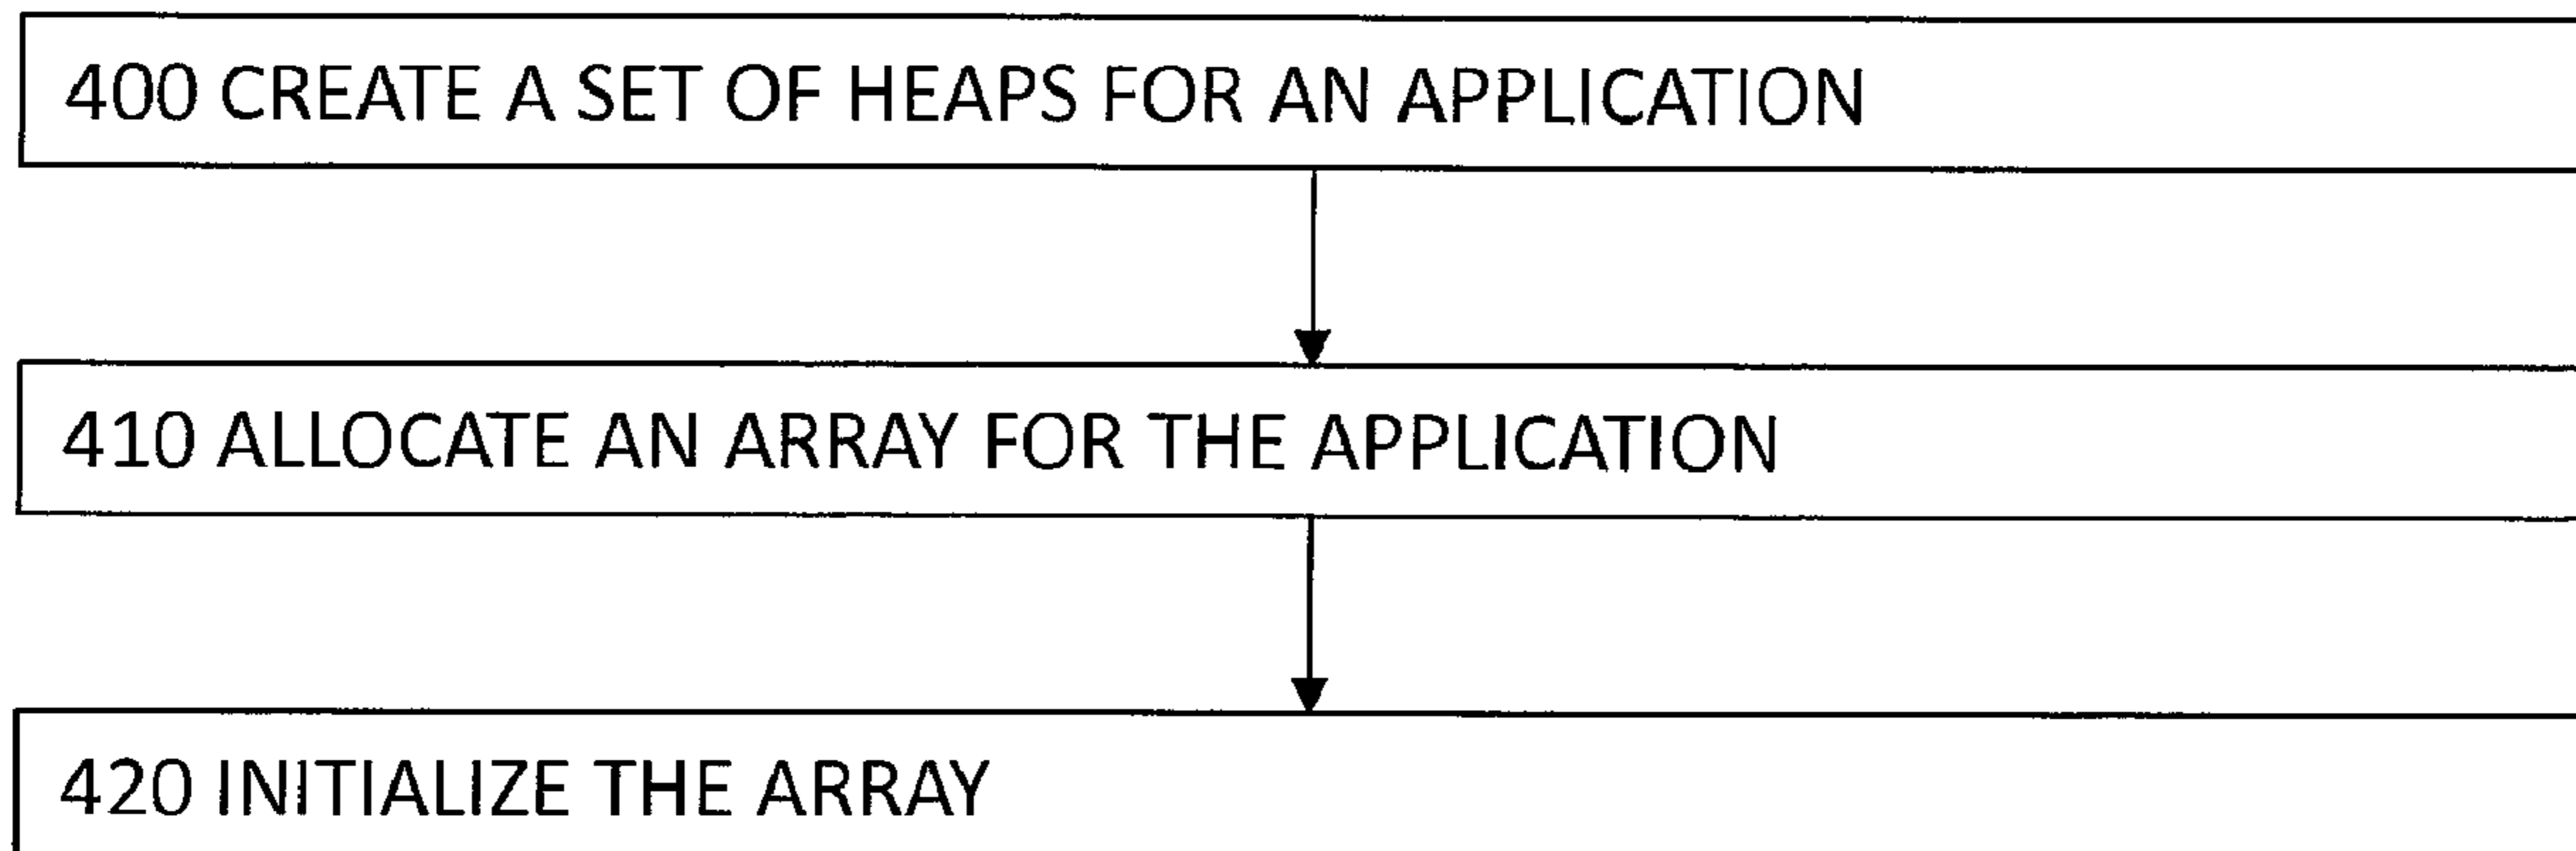 400 CREATE A SET OF HEAPS FOR AN APPLICATION
410 ALLOCATE AN ARRAY FOR THE APPLICATION
420 INITIALIZE THE ARRAY